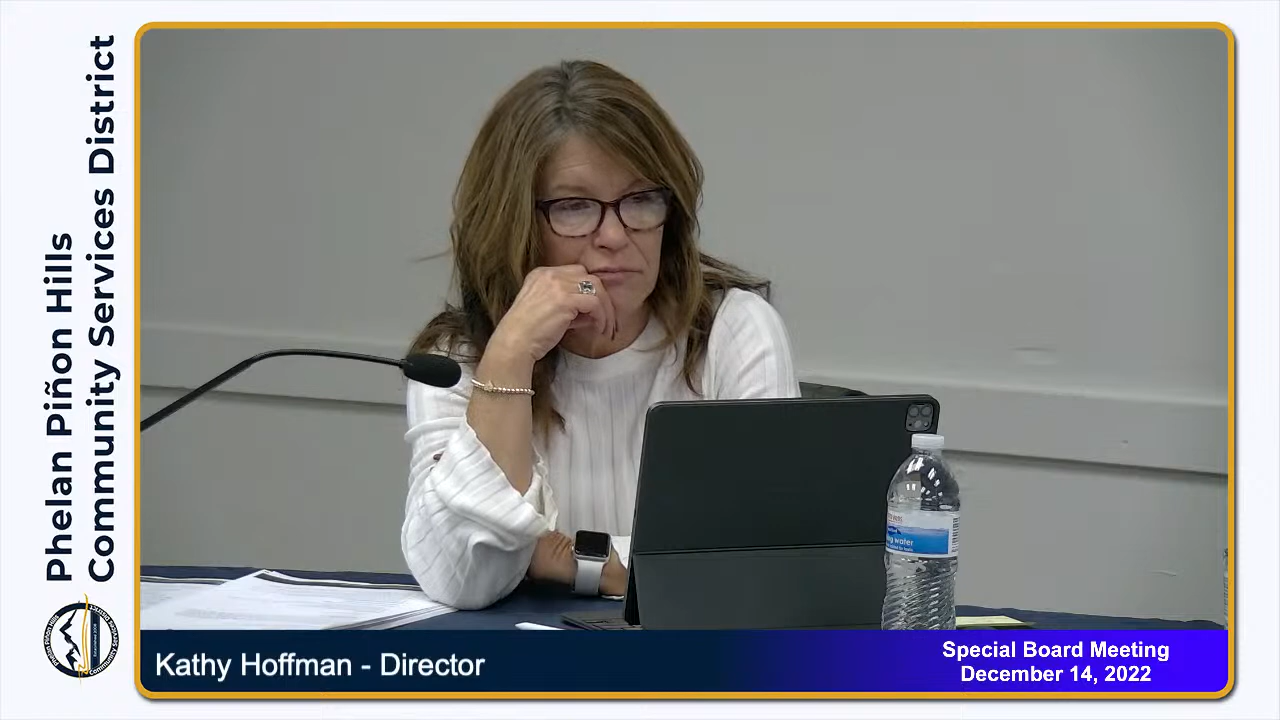 Phelan Piñon Hills
Community Services District
Kathy Hoffman - Director
Special Board Meeting
December 14, 2022